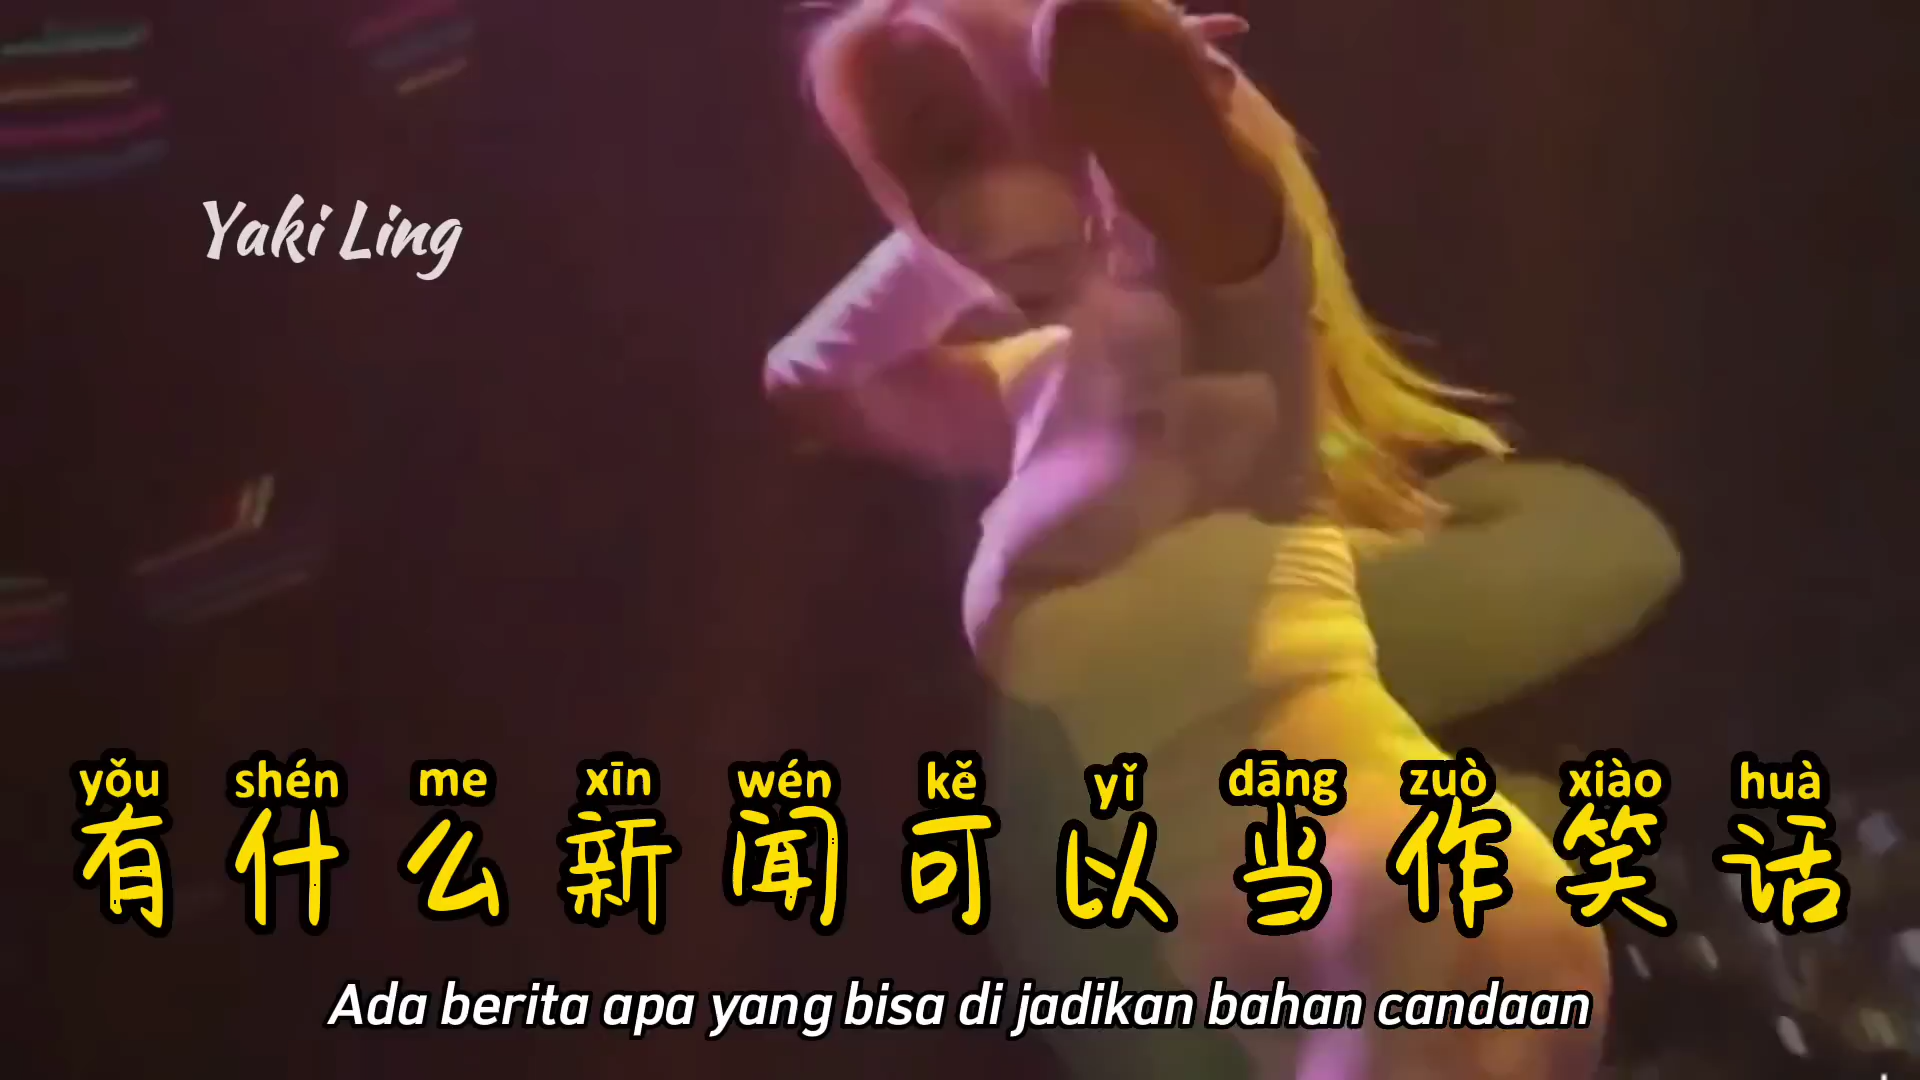 Yaki Ling
yǒu shén me xīn wén kě yǐ dāng zuò xiào huà
有什么新闻可以当作笑话
Ada berita apa yang bisa di jadikan bahan candaan